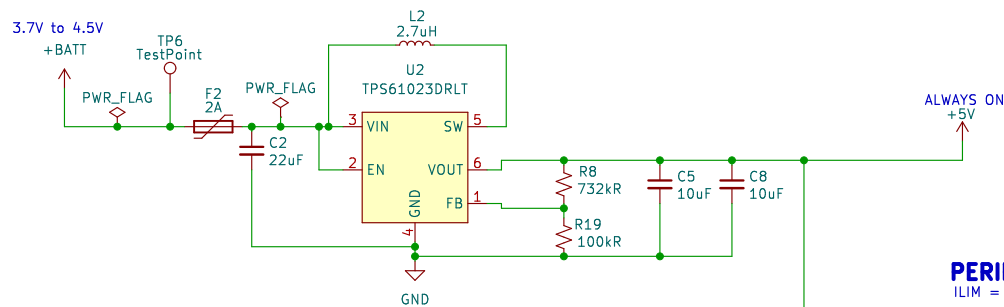 3.7V to 4.5V
+BATT
TP6
TestPoint
PWR_FLAG
F2
2A
PWR_FLAG
C2
22uF
L2
2.7uH
U2
TPS61023DRLT
3
VIN
SW
5
2
EN
VOUT
6
FB
1
GND
4
GND
R8
732kR
R19
100kR
C5
10uF
C8
10uF
ALWAYS ON
+5V
ILIM =